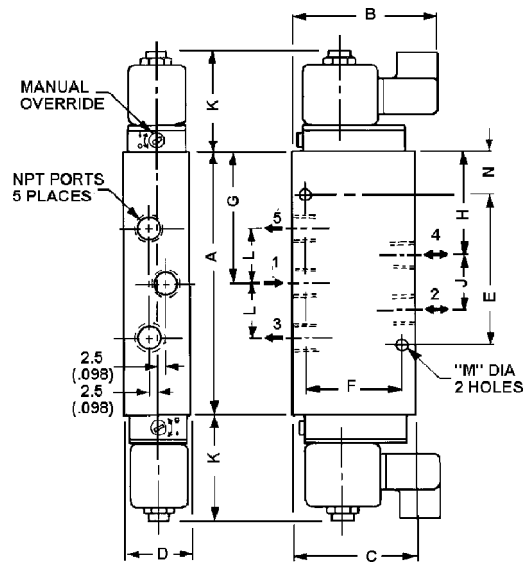 B
MANUAL
OVERRIDE
K
N
NPT PORTS
5 PLACES
G
H
5
4
A
L
1
J
E
2
L
3
2.5
(.098)
F
"M" DIA
2 HOLES
2.5
(.098)
K
D
C